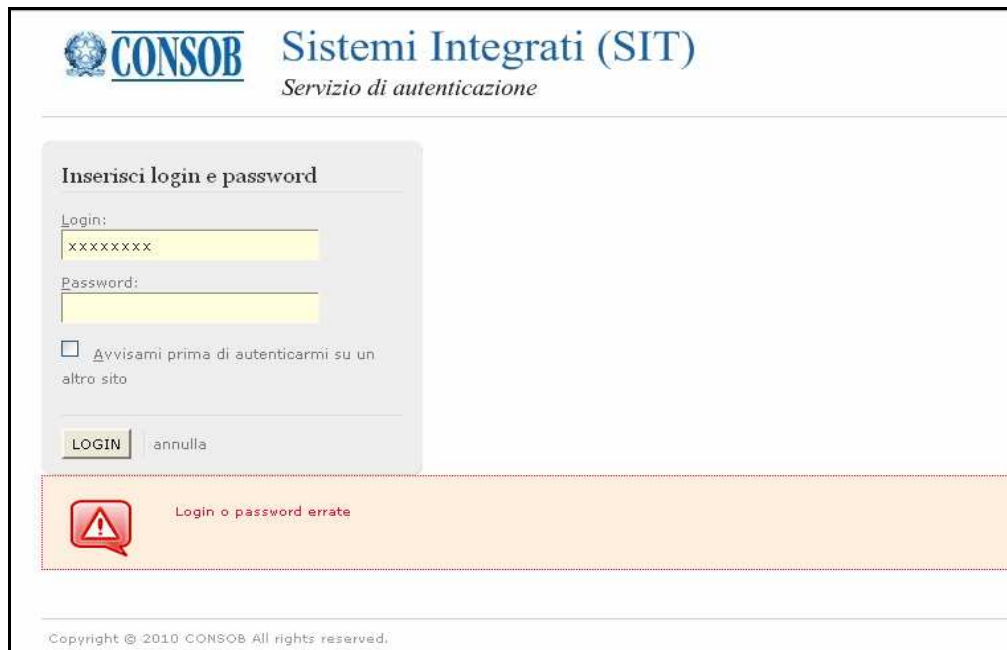 CONSOB
Sistemi Integrati (SIT)
Servizio di autenticazione
Inserisci login e password
Login:
xxxxxxxx
Password:
Avvisami prima di autenticarmi su un
altro sito
LOGIN annulla
Login o password errate
Copyright © 2010 CONSOB All rights reserved.